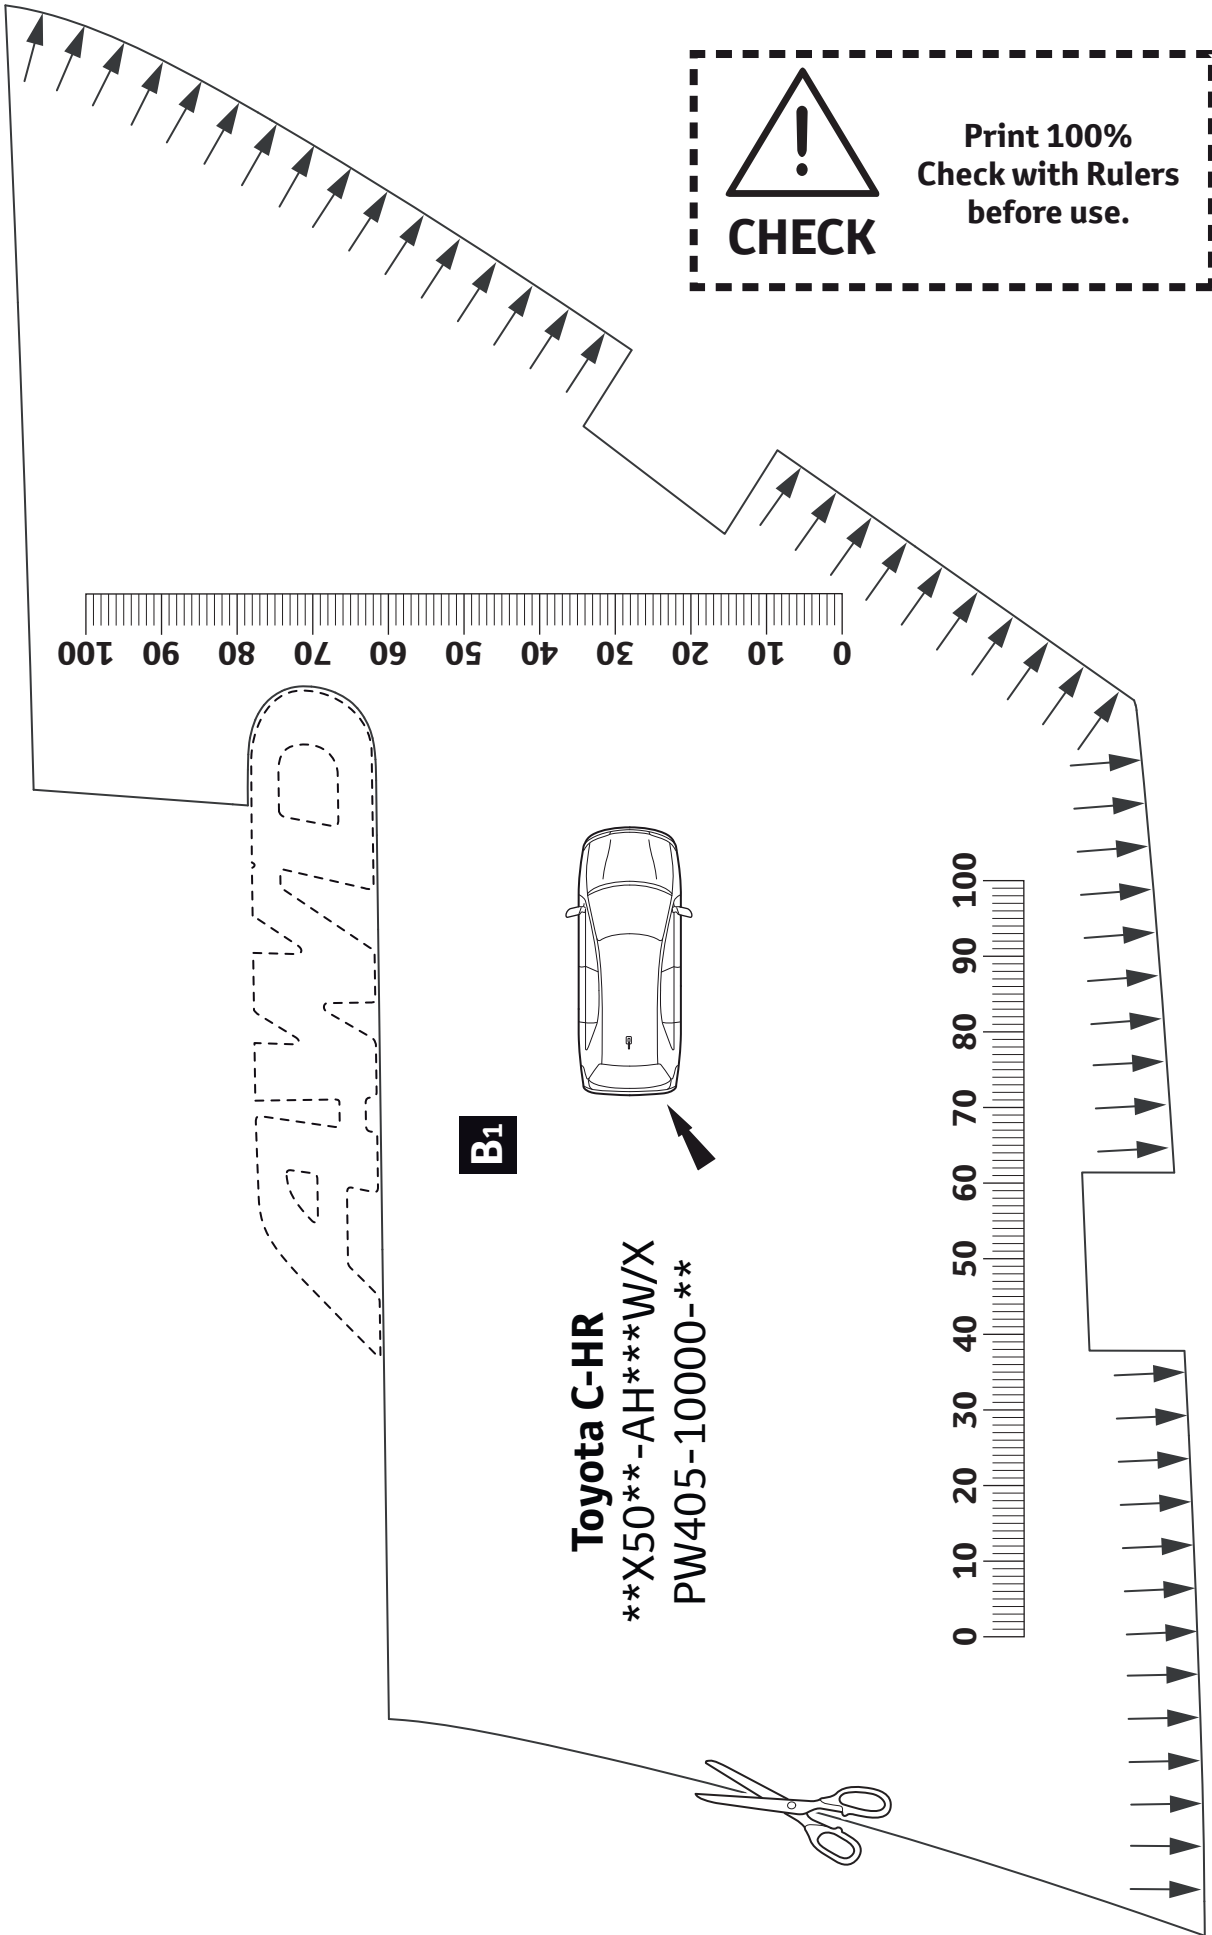 CHECK
Print 100%
Check with Rulers
before use.
100 90 80 70 60 50 40 30 20 10 0
AWD
B1
Toyota C-HR
**X50**-AH***W/X
PW405-10000-**
0 10 20 30 40 50 60 70 80 90 100